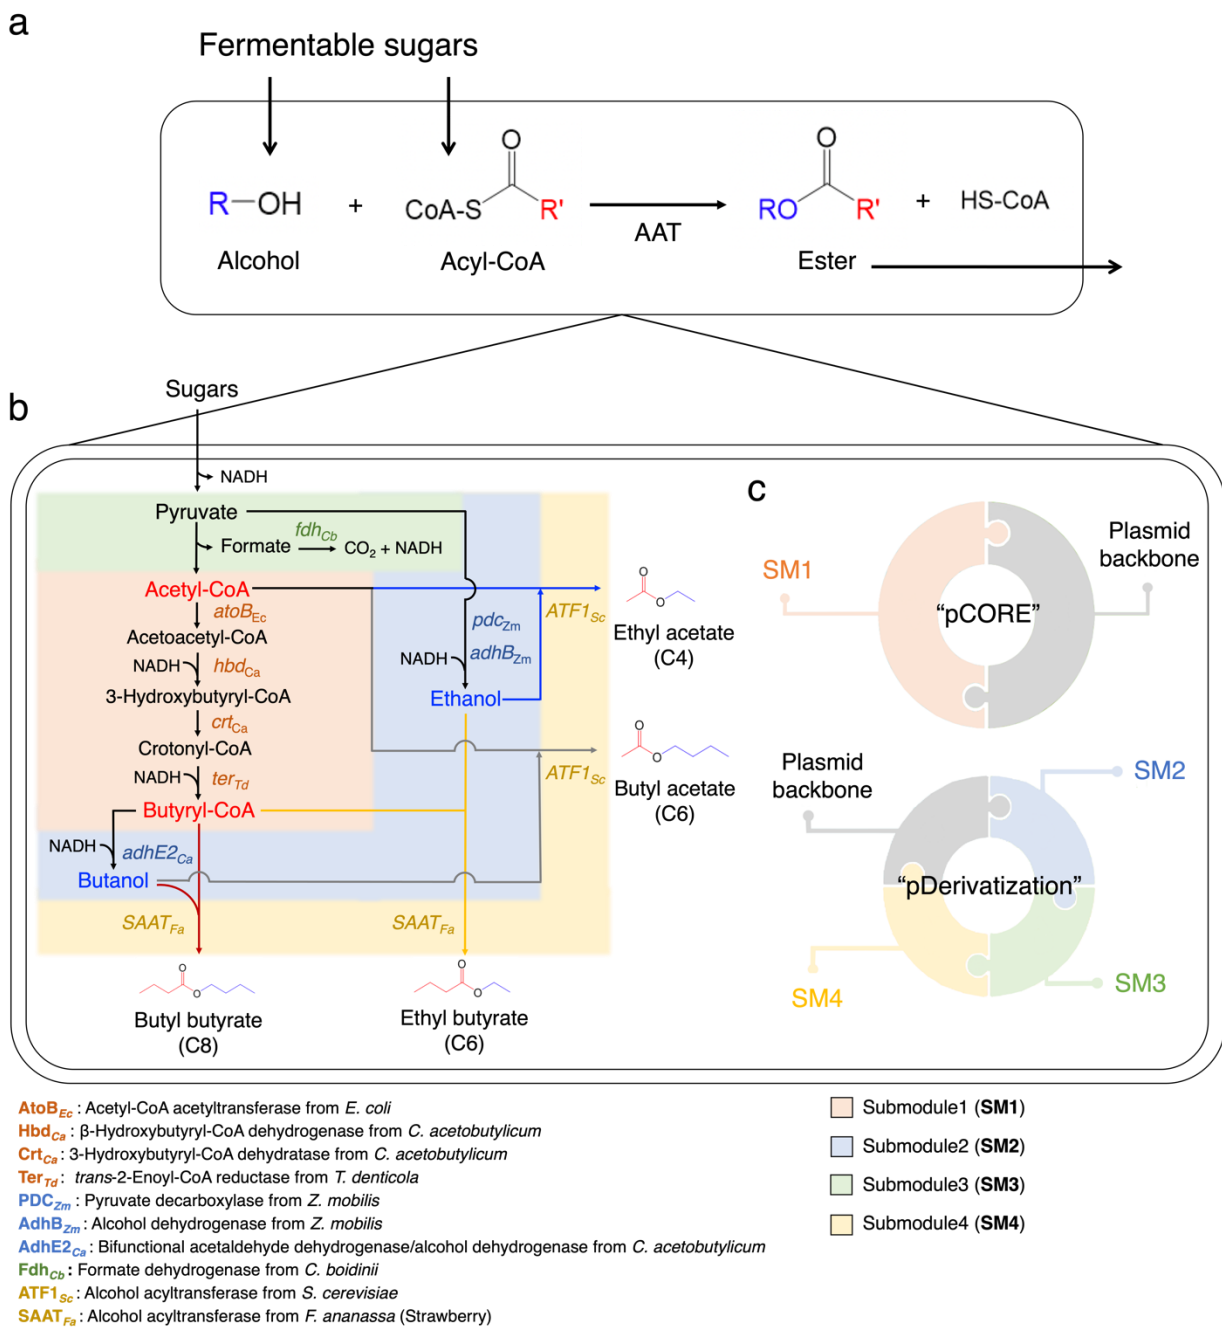 a
Fermentable sugars
R—OH + CoA-S O R' AAT RO O R' + HS-CoA
Alcohol
Acyl-CoA
Ester
b
Sugars
NADH
Pyruvate
Formate
fdhCb
CO2 + NADH
Acetyl-CoA
atoBEc
Acetoacetyl-CoA
NADH
hbdCa
3-Hydroxybutyryl-CoA
crtCa
Crotonyl-CoA
NADH
terTd
Butyryl-CoA
NADH
adhE2Ca
Butanol
SAATFa
pdcZm
NADH
adhBZm
Ethanol
SAATFa
ATF1Sc
O
O
Ethyl acetate
(C4)
ATF1Sc
O
O
Butyl acetate
(C6)
O
O
Butyl butyrate
(C8)
O
O
Ethyl butyrate
(C6)
c
SM1
"pCORE"
Plasmid
backbone
Plasmid
backbone
SM2
"pDerivatization"
SM4
SM3
AtoBEc : Acetyl-CoA acetyltransferase from E. coli
HbdCa : β-Hydroxybutyryl-CoA dehydrogenase from C. acetobutylicum
CrtCa : 3-Hydroxybutyryl-CoA dehydratase from C. acetobutylicum
TerTd : trans-2-Enoyl-CoA reductase from T. denticola
PDCZm : Pyruvate decarboxylase from Z. mobilis
AdhBZm : Alcohol dehydrogenase from Z. mobilis
AdhE2Ca : Bifunctional acetaldehyde dehydrogenase/alcohol dehydrogenase from C. acetobutylicum
FdhCb : Formate dehydrogenase from C. boidinii
ATF1Sc : Alcohol acyltransferase from S. cerevisiae
SAATFa : Alcohol acyltransferase from F. ananassa (Strawberry)
Submodule1 (SM1)
Submodule2 (SM2)
Submodule3 (SM3)
Submodule4 (SM4)